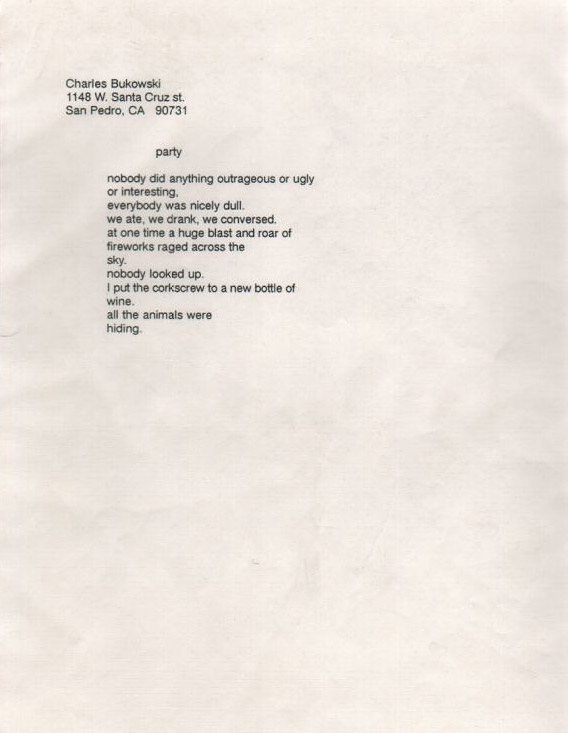 Charles Bukowski
1148 W. Santa Cruz st.
San Pedro, CA 90731
party
nobody did anything outrageous or ugly
or interesting,
everybody was nicely dull.
we ate, we drank, we conversed.
at one time a huge blast and roar of
fireworks raged across the
sky.
nobody looked up.
I put the corkscrew to a new bottle of
wine.
all the animals were
hiding.